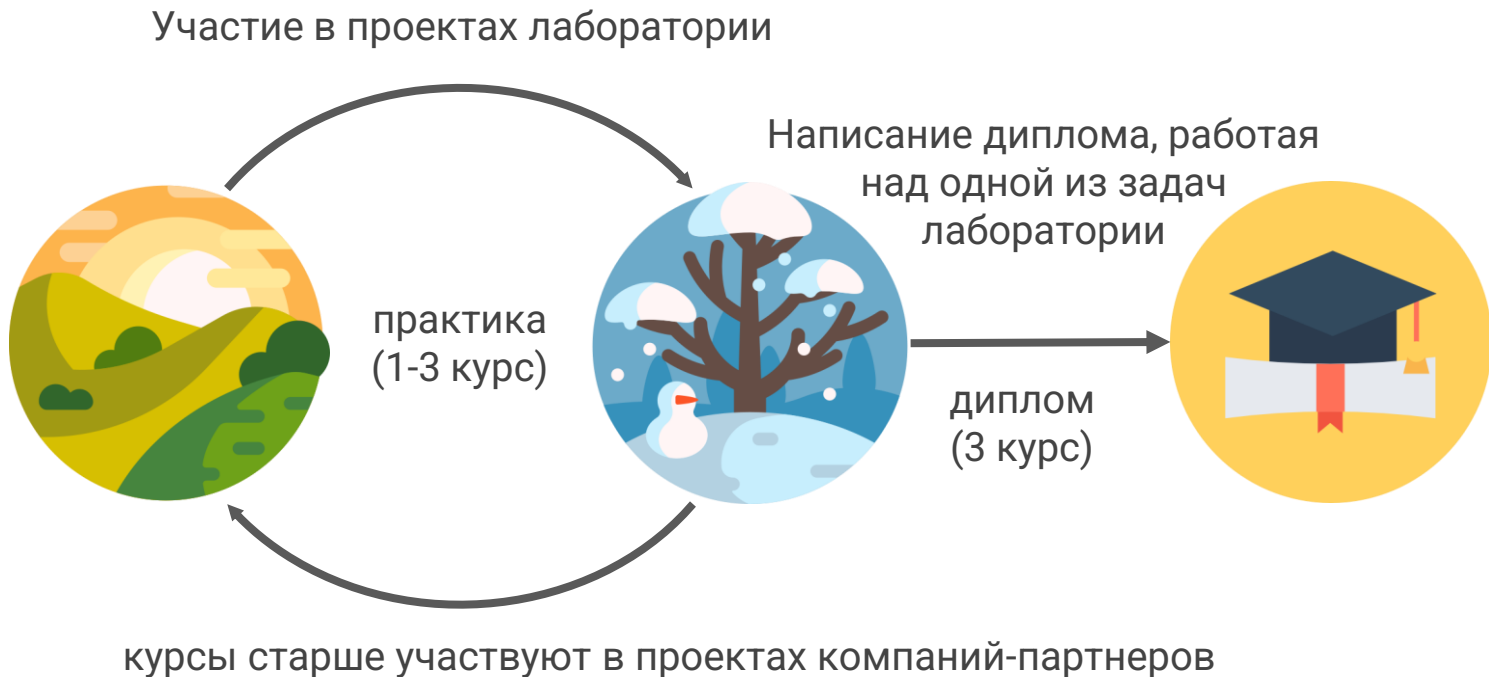 Участие в проектах лаборатории
Написание диплома, работая
над одной из задач
лаборатории
практика
(1-3 курс)
диплом
(3 курс)
курсы старше участвуют в проектах компаний-партнеров